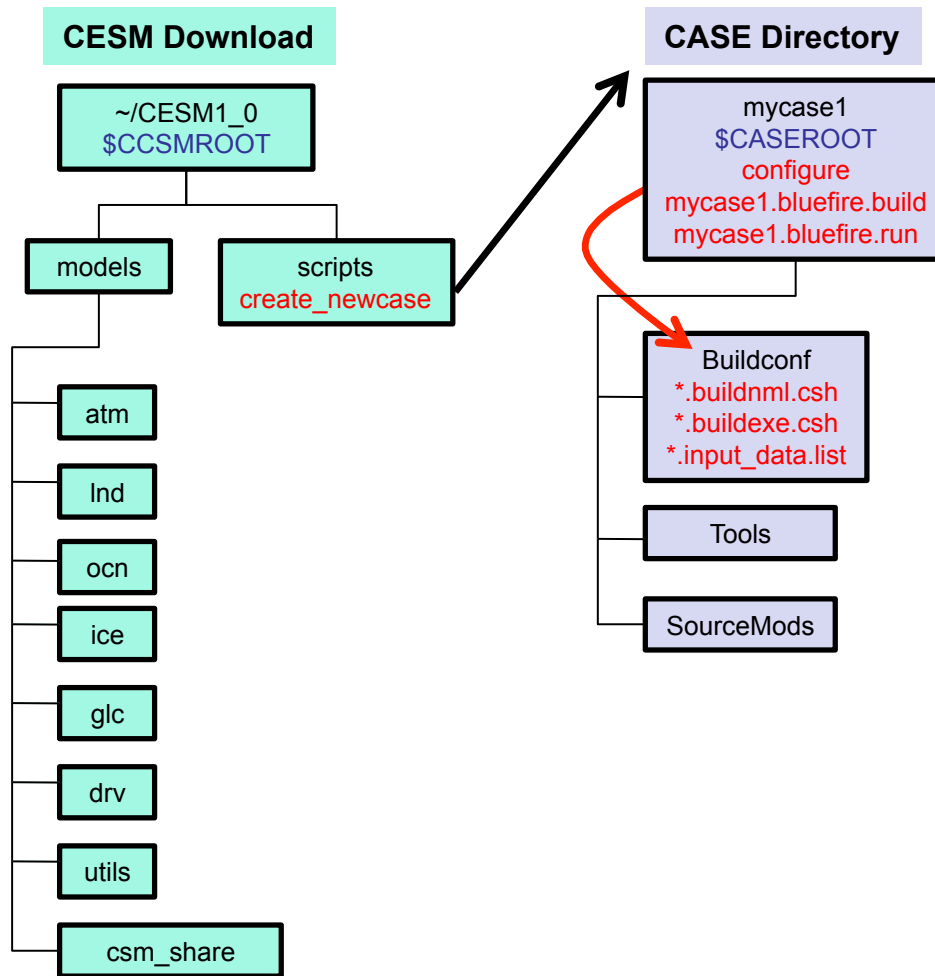 CESM Download
~/CESM1_0
$CCSMROOT
models
scripts
create_newcase
atm
lnd
ocn
ice
glc
drv
utils
csm_share
CASE Directory
mycase1
$CASEROOT
configure
mycase1.bluefire.build
mycase1.bluefire.run
Buildconf
*.buildnml.csh
*.buildexe.csh
*.input_data.list
Tools
SourceMods